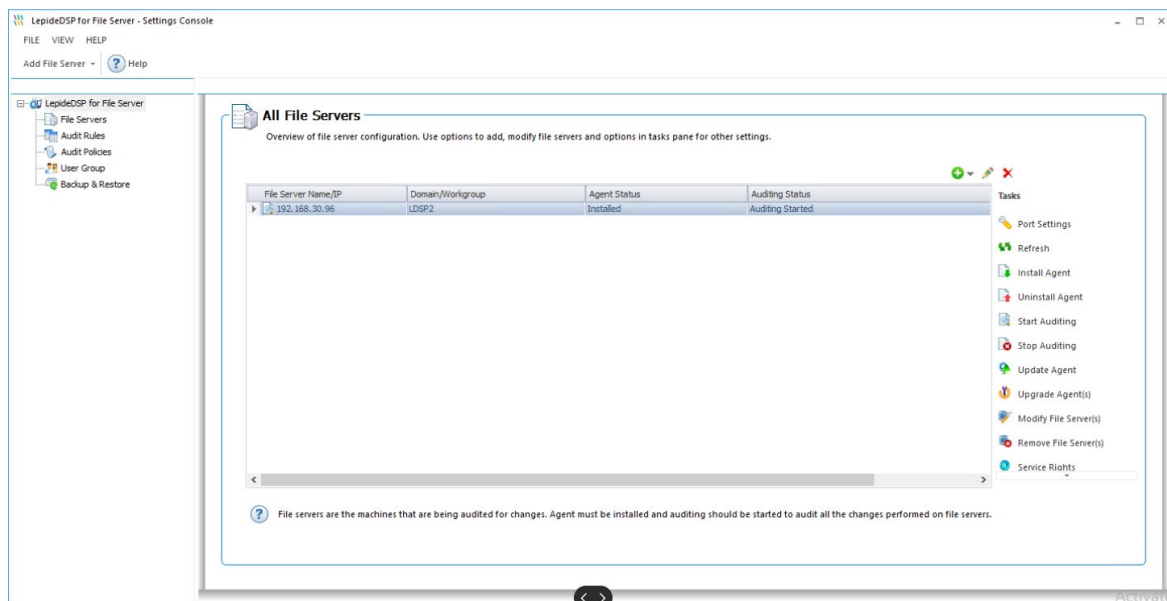 LepideDSP for File Server - Settings Console
FILE VIEW HELP
Add File Server ? Help
LepideDSP for File Server
File Servers
Audit Rules
Audit Policies
User Group
Backup & Restore
All File Servers
Overview of file server configuration. Use options to add, modify file servers and options in tasks pane for other settings.
File Server Name/IP Domain/Workgroup Agent Status Auditing Status
192.168.30.96 LDSP2 Installed Auditing Started
Tasks
Port Settings
Refresh
Install Agent
Uninstall Agent
Start Auditing
Stop Auditing
Update Agent
Upgrade Agent(s)
Modify File Server(s)
Remove File Server(s)
Service Rights
? File servers are the machines that are being audited for changes. Agent must be installed and auditing should be started to audit all the changes performed on file servers.